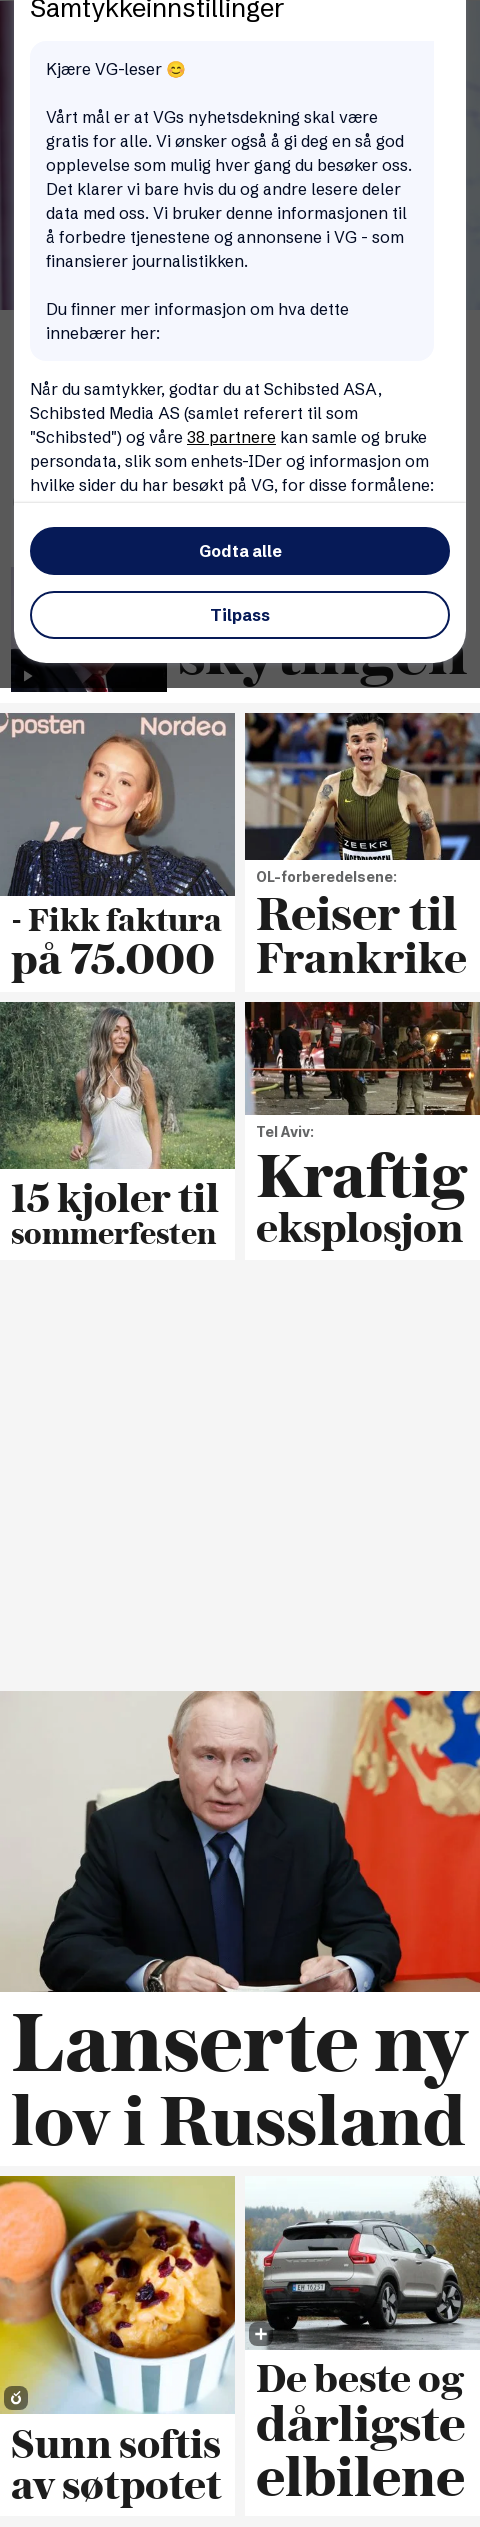 Samtykkeinnstillinger
Kjære VG-leser 😊
Vårt mål er at VGs nyhetsdekning skal være
gratis for alle. Vi ønsker også å gi deg en så god
opplevelse som mulig hver gang du besøker oss.
Det klarer vi bare hvis du og andre lesere deler
data med oss. Vi bruker denne informasjonen til
å forbedre tjenestene og annonsene i VG - som
finansierer journalistikken.
Du finner mer informasjon om hva dette
innebærer her:
Når du samtykker, godtar du at Schibsted ASA,
Schibsted Media AS (samlet referert til som
"Schibsted") og våre 38 partnere kan samle og bruke
persondata, slik som enhets-IDer og informasjon om
hvilke sider du har besøkt på VG, for disse formålene:
Godta alle
Tilpass
skytingen
posten
Nordea
- Fikk faktura
på 75.000
ZEEKR
OL-forberedelsene:
Reiser til
Frankrike
15 kjoler til
sommerfesten
Tel Aviv:
Kraftig
eksplosjon
Lanserte ny
lov i Russland
Sunn softis
av søtpotet
De beste og
dårligste
elbilene